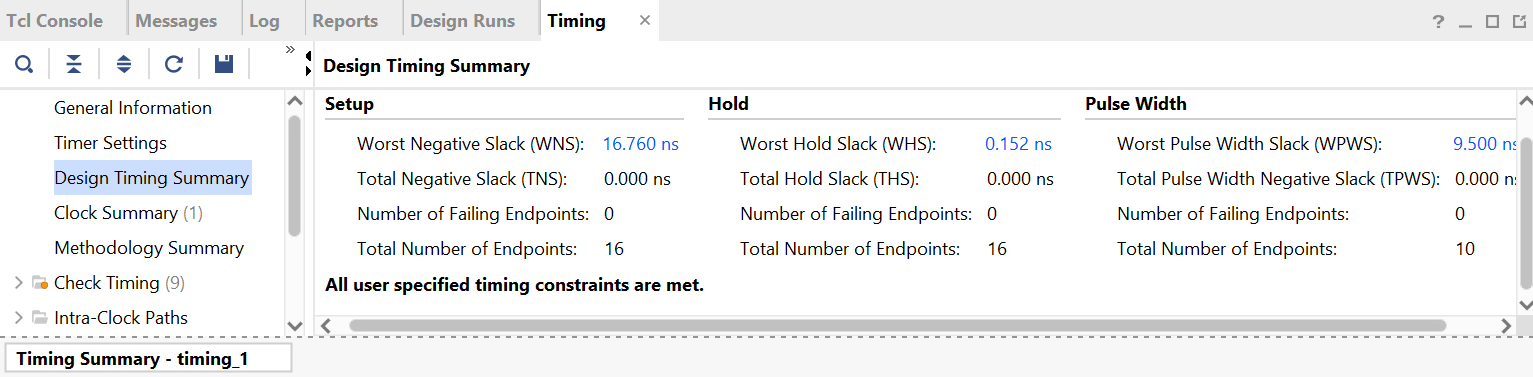 Tcl Console Messages Log Reports Design Runs Timing × ? _
»
Design Timing Summary
General Information
Timer Settings
Design Timing Summary
Clock Summary (1)
Methodology Summary
Check Timing (9)
Intra-Clock Paths
Setup Hold Pulse Width
Worst Negative Slack (WNS): 16.760 ns Worst Hold Slack (WHS): 0.152 ns Worst Pulse Width Slack (WPWS): 9.500 ns
Total Negative Slack (TNS): 0.000 ns Total Hold Slack (THS): 0.000 ns Total Pulse Width Negative Slack (TPWS): 0.000 ns
Number of Failing Endpoints: 0 Number of Failing Endpoints: 0 Number of Failing Endpoints: 0
Total Number of Endpoints: 16 Total Number of Endpoints: 16 Total Number of Endpoints: 10
All user specified timing constraints are met.
Timing Summary - timing_1